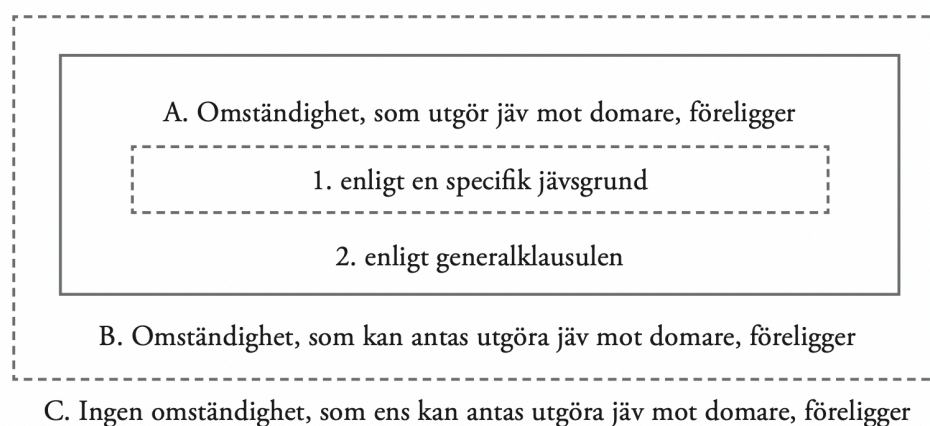 A. Omständighet, som utgör jäv mot domare, föreligger
1. enligt en specifik jävsgrund
2. enligt generalklausulen
B. Omständighet, som kan antas utgöra jäv mot domare, föreligger
C. Ingen omständighet, som ens kan antas utgöra jäv mot domare, föreligger